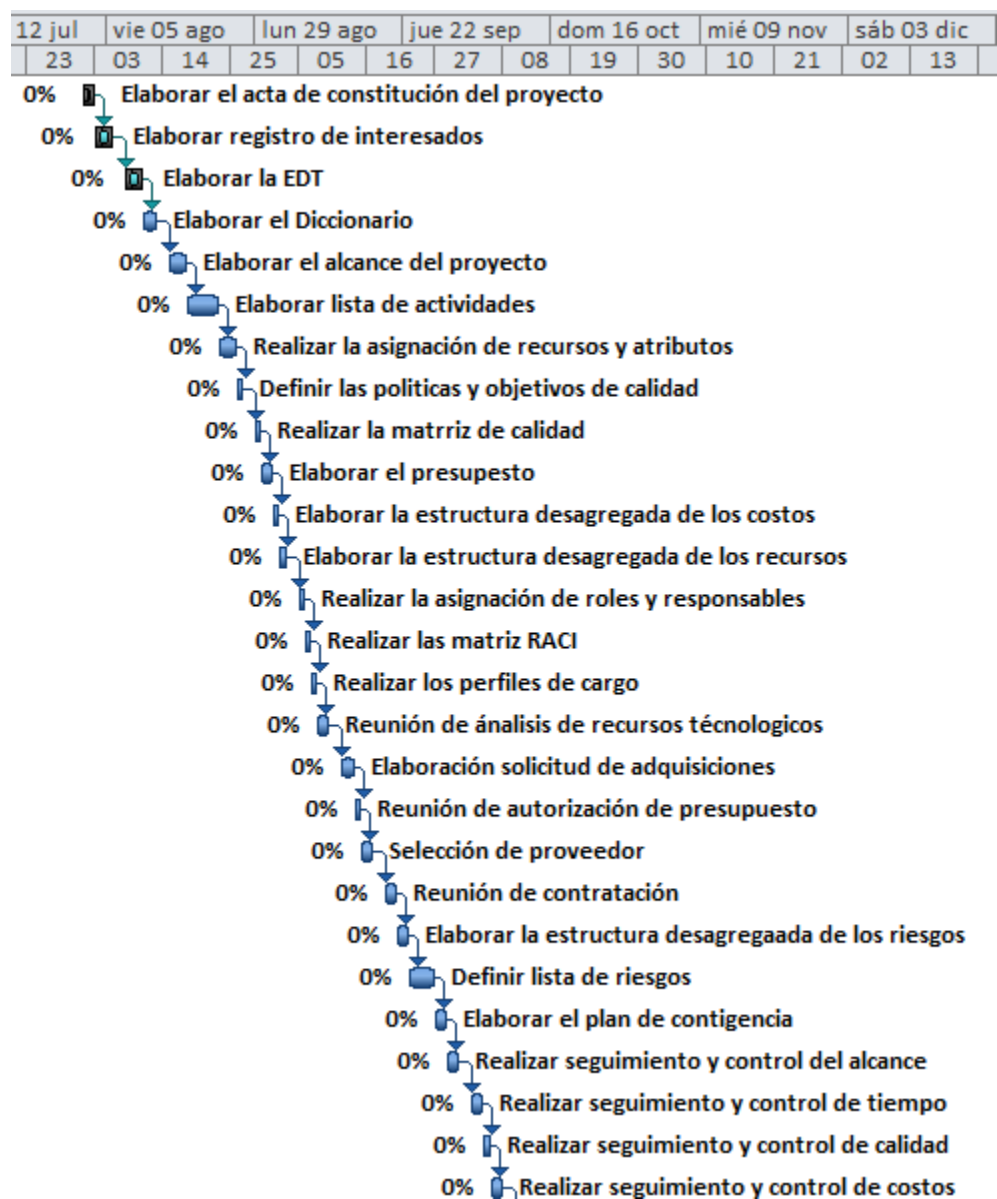 12 jul vie 05 ago lun 29 ago jue 22 sep dom 16 oct mié 09 nov sáb 03 dic
23 03 14 25 05 16 27 08 19 30 10 21 02 13
0% Elaborar el acta de constitución del proyecto
0% Elaborar registro de interesados
0% Elaborar la EDT
0% Elaborar el Diccionario
0% Elaborar el alcance del proyecto
0% Elaborar lista de actividades
0% Realizar la asignación de recursos y atributos
0% Definir las politicas y objetivos de calidad
0% Realizar la matrriz de calidad
0% Elaborar el presupesto
0% Elaborar la estructura desagregada de los costos
0% Elaborar la estructura desagregada de los recursos
0% Realizar la asignación de roles y responsables
0% Realizar las matriz RACI
0% Realizar los perfiles de cargo
0% Reunión de ánalisis de recursos técnologicos
0% Elaboración solicitud de adquisiciones
0% Reunión de autorización de presupuesto
0% Selección de proveedor
0% Reunión de contratación
0% Elaborar la estructura desagregaada de los riesgos
0% Definir lista de riesgos
0% Elaborar el plan de contigencia
0% Realizar seguimiento y control del alcance
0% Realizar seguimiento y control de tiempo
0% Realizar seguimiento y control de calidad
0% Realizar seguimiento y control de costos